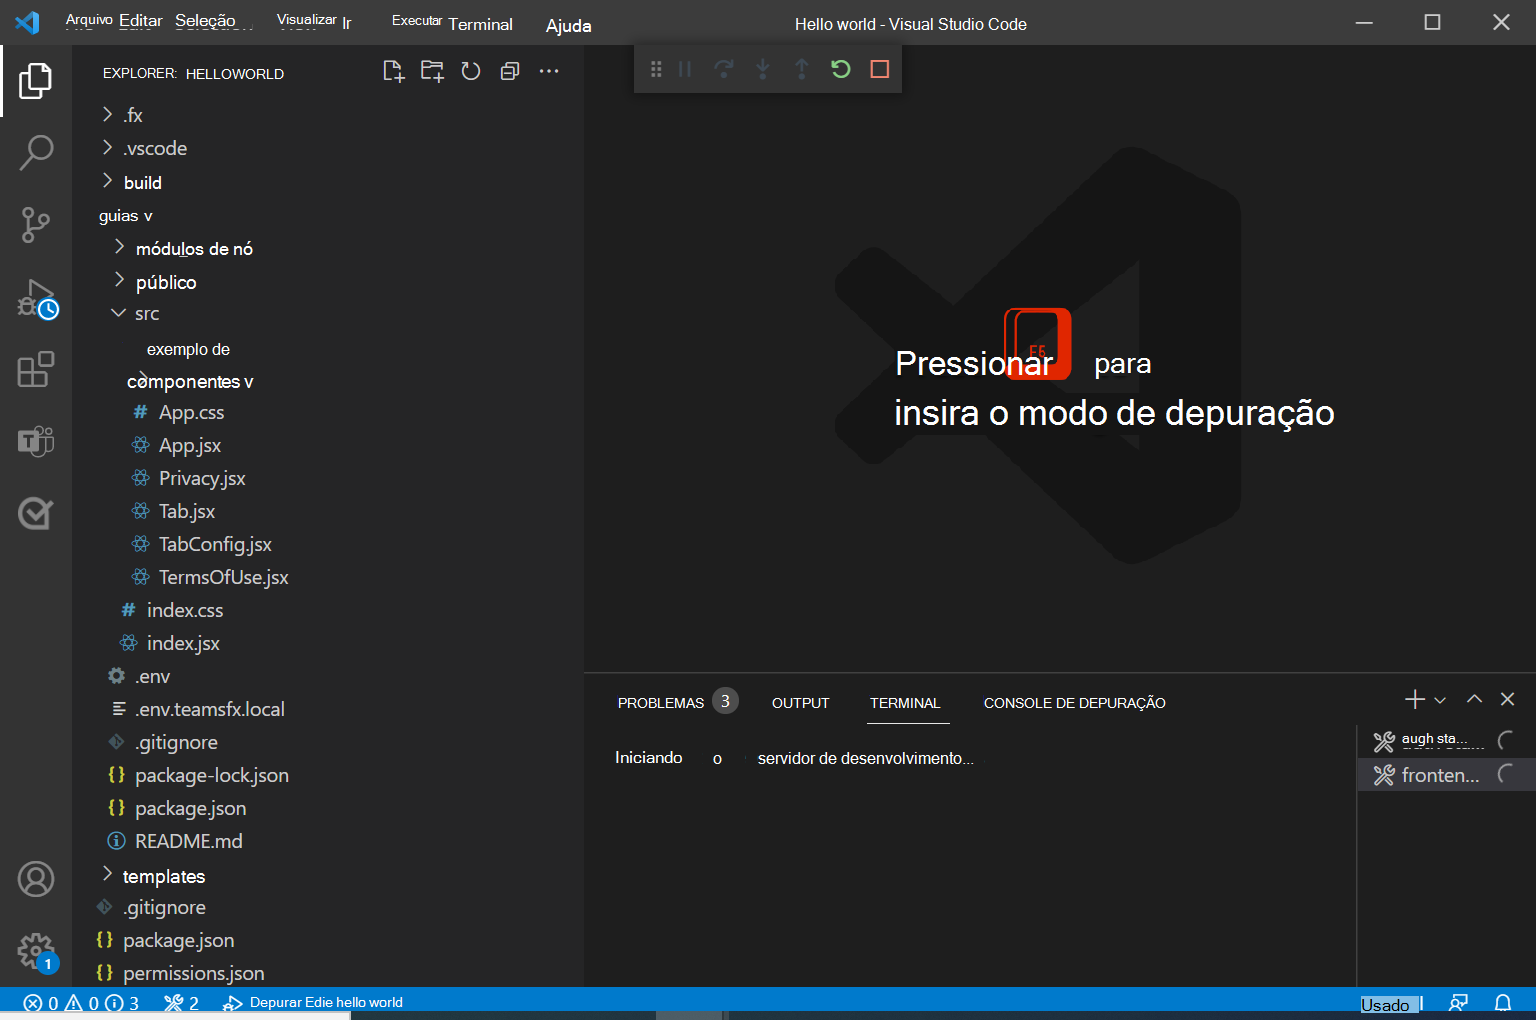 Arquivo Editar Seleção Visualizar Ir Executar Terminal Ajuda Hello world - Visual Studio Code
EXPLORER: HELLOWORLD
.fx
.vscode
build
guias v
módulos de nó
público
src
exemplo de
componentes v
# App.css
App.jsx
Privacy.jsx
Tab.jsx
TabConfig.jsx
TermsOfUse.jsx
# index.css
index.jsx
.env
.env.teamsfx.local
.gitignore
{} package-lock.json
{} package.json
README.md
templates
.gitignore
{} package.json
{} permissions.json
F5
Pressionar para
insira o modo de depuração
PROBLEMAS 3 OUTPUT TERMINAL CONSOLE DE DEPURAÇÃO
Iniciando o servidor de desenvolvimento...
augh sta...
fronten...
1
0 0 3 2 Depurar Edie hello world Usado